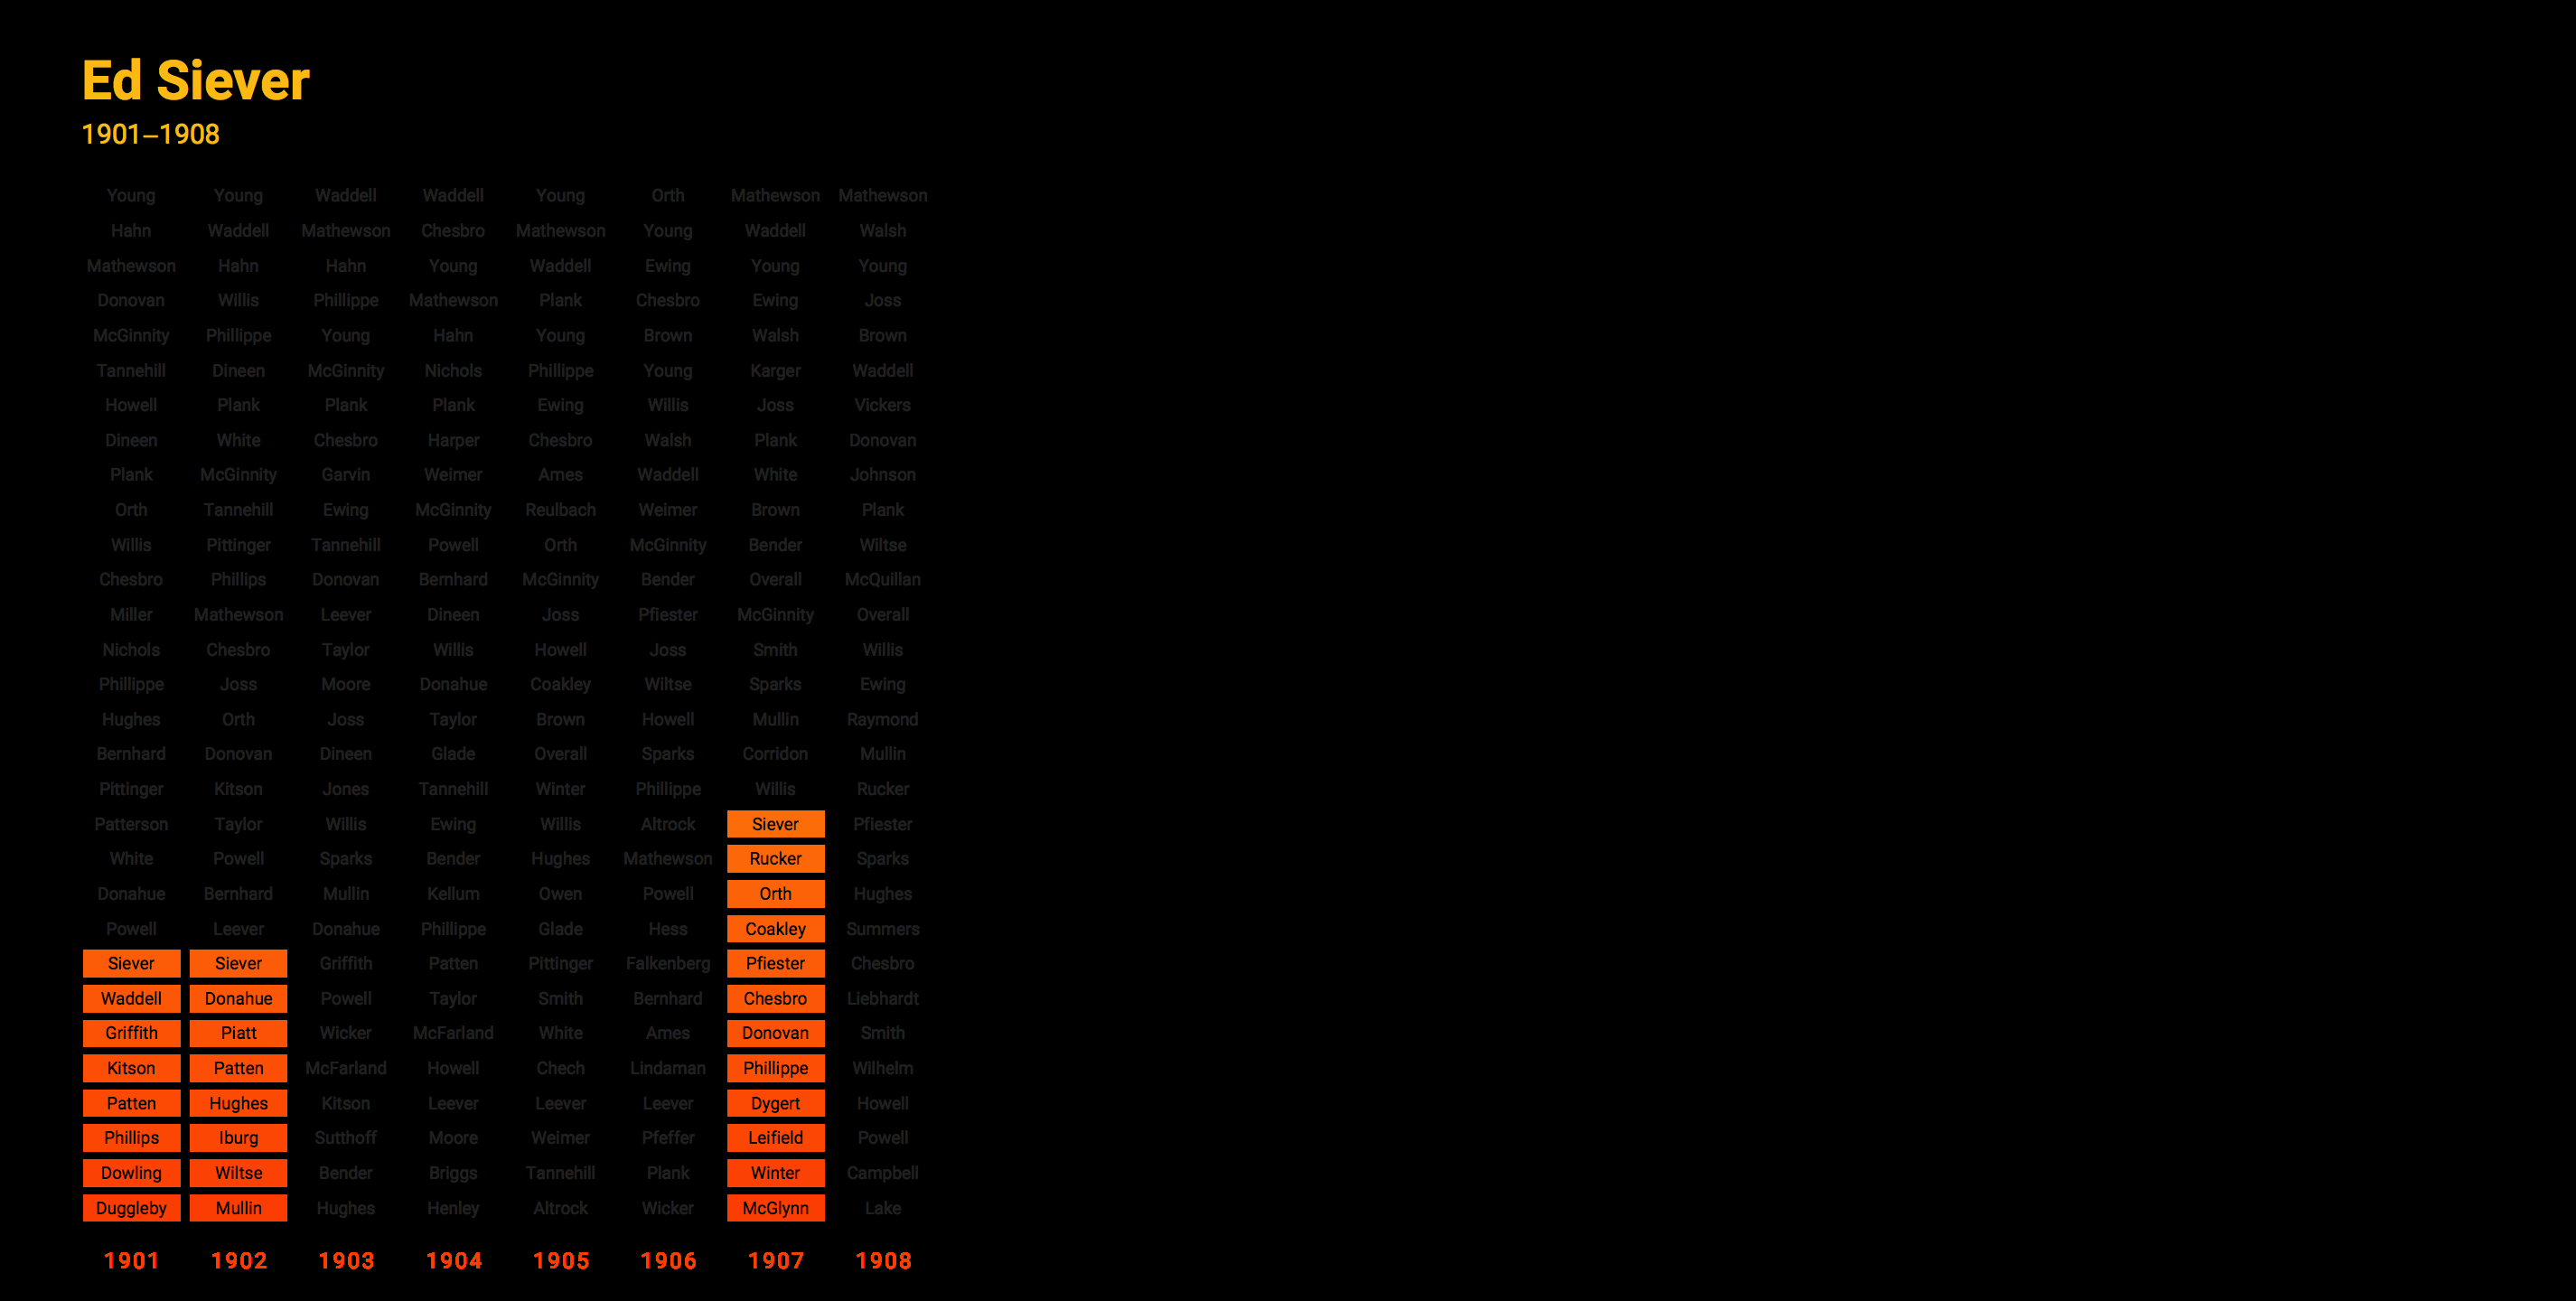 Ed Siever
1901–1908
Young Young Waddell Waddell Young Orth Mathewson Mathewson
Hahn Waddell Mathewson Chesbro Mathewson Young Waddell Walsh
Mathewson Hahn Hahn Young Waddell Ewing Young Young
Donovan Willis Phillippe Mathewson Plank Chesbro Ewing Joss
McGinnity Phillippe Young Hahn Young Brown Walsh Brown
Tannehill Dineen McGinnity Nichols Phillippe Young Karger Waddell
Howell Plank Plank Plank Ewing Willis Joss Vickers
Dineen White Chesbro Harper Chesbro Walsh Plank Donovan
Plank McGinnity Garvin Weimer Ames Waddell White Johnson
Orth Tannehill Ewing McGinnity Reulbach Weimer Brown Plank
Willis Pittinger Tannehill Powell Orth McGinnity Bender Wiltse
Chesbro Phillips Donovan Bernhard McGinnity Bender Overall McQuillan
Miller Mathewson Leever Dineen Joss Pfiester McGinnity Overall
Nichols Chesbro Taylor Willis Howell Joss Smith Willis
Phillippe Joss Moore Donahue Coakley Wiltse Sparks Ewing
Hughes Orth Joss Taylor Brown Howell Mullin Raymond
Bernhard Donovan Dineen Glade Overall Sparks Corridon Mullin
Pittinger Kitson Jones Tannehill Winter Phillippe Willis Rucker
Patterson Taylor Willis Ewing Willis Altrock Siever Pfiester
White Powell Sparks Bender Hughes Mathewson Rucker Sparks
Donahue Bernhard Mullin Kellum Owen Powell Orth Hughes
Powell Leever Donahue Phillippe Glade Hess Coakley Summers
Siever Siever Griffith Patten Pittinger Falkenberg Pfiester Chesbro
Waddell Donahue Powell Taylor Smith Bernhard Chesbro Liebhardt
Griffith Piatt Wicker McFarland White Ames Donovan Smith
Kitson Patten McFarland Howell Chech Lindaman Phillippe Wilhelm
Patten Hughes Kitson Leever Leever Leever Dygert Howell
Phillips Iburg Sutthoff Moore Weimer Pfeffer Leifield Powell
Dowling Wiltse Bender Briggs Tannehill Plank Winter Campbell
Duggleby Mullin Hughes Henley Altrock Wicker McGlynn Lake
1901 1902 1903 1904 1905 1906 1907 1908